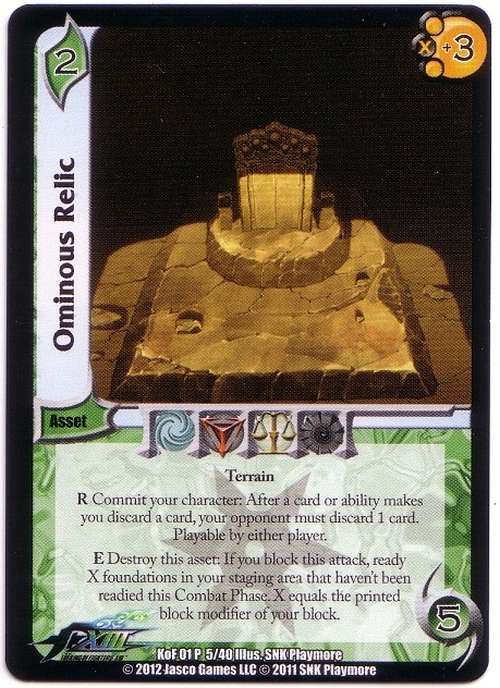 2
X +3
Ominous Relic
Asset
Terrain
R Commit your character: After a card or ability makes
you discard a card, your opponent must discard 1 card.
Playable by either player.
E Destroy this asset: If you block this attack, ready
X foundations in your staging area that haven't been
readied this Combat Phase. X equals the printed
block modifier of your block.
5
XIII
KoF 01 P 5/40 Illus. SNK Playmore
© 2012 Jasco Games LLC © 2011 SNK Playmore